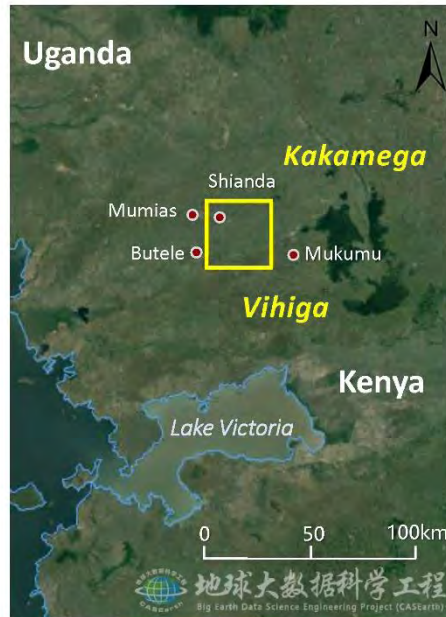 N
Uganda
Kakamega
Shianda
Mumias
Butele
Mukumu
Vihiga
Kenya
Lake Victoria
0 50 100km
地球大数据科学工程
Big Earth Data Science Engineering Project (CASEarth)
CASEarth